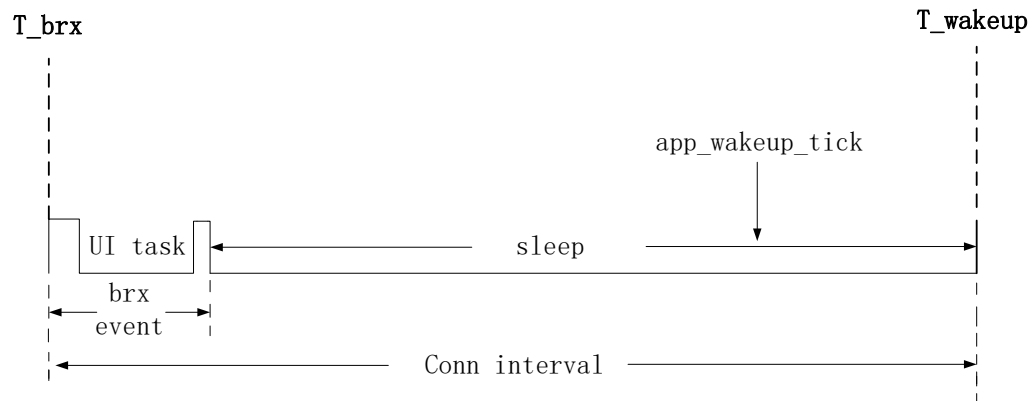 T_brx
T_wakeup
app_wakeup_tick
UI task
sleep
brx
event
Conn interval